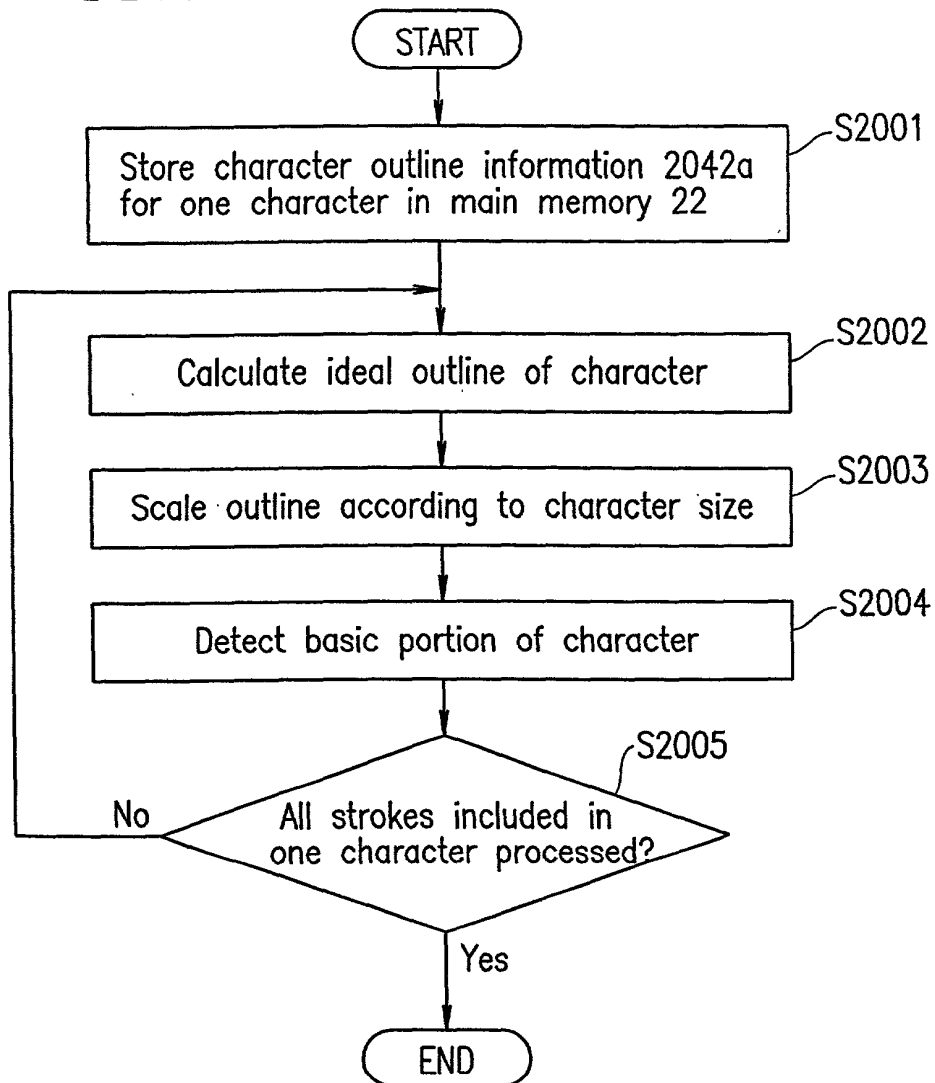 START
S2001
Store character outline information 2042a
for one character in main memory 22
S2002
Calculate ideal outline of character
S2003
Scale outline according to character size
S2004
Detect basic portion of character
S2005
No
All strokes included in
one character processed?
Yes
END